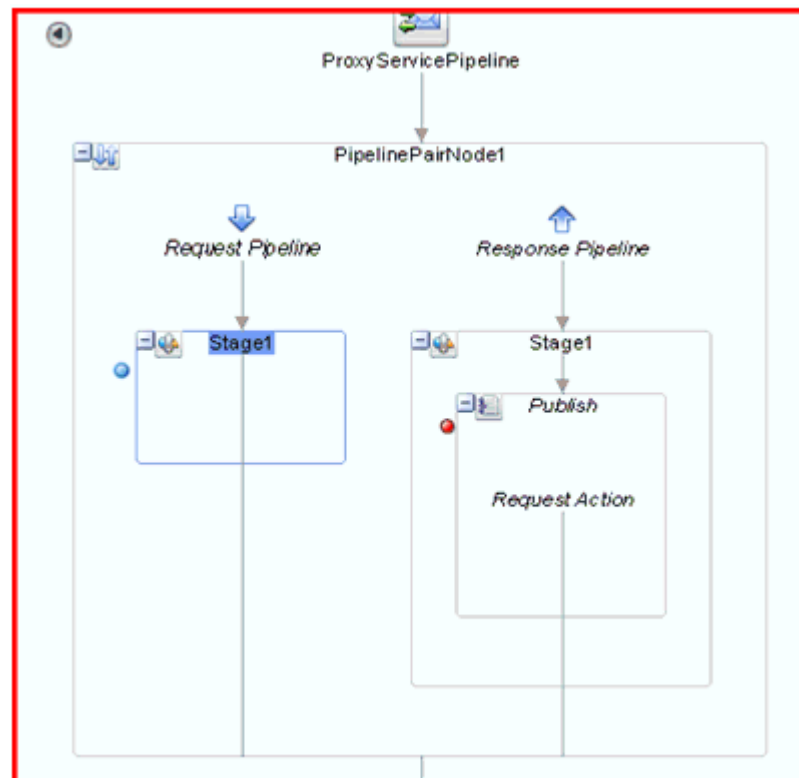 ProxyServicePipeline
PipelinePairNode1
Request Pipeline
Response Pipeline
Stage1
Stage1
Publish
Request Action